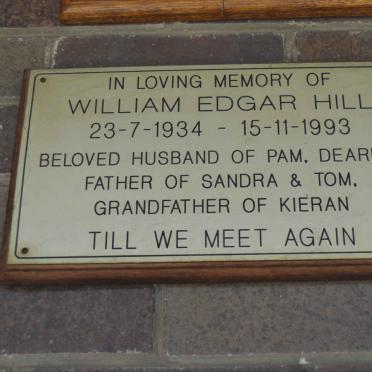 IN LOVING MEMORY OF
WILLIAM EDGAR HILL
23-7-1934 - 15-11-1993
BELOVED HUSBAND OF PAM, DEAR
FATHER OF SANDRA & TOM,
GRANDFATHER OF KIERAN
TILL WE MEET AGAIN